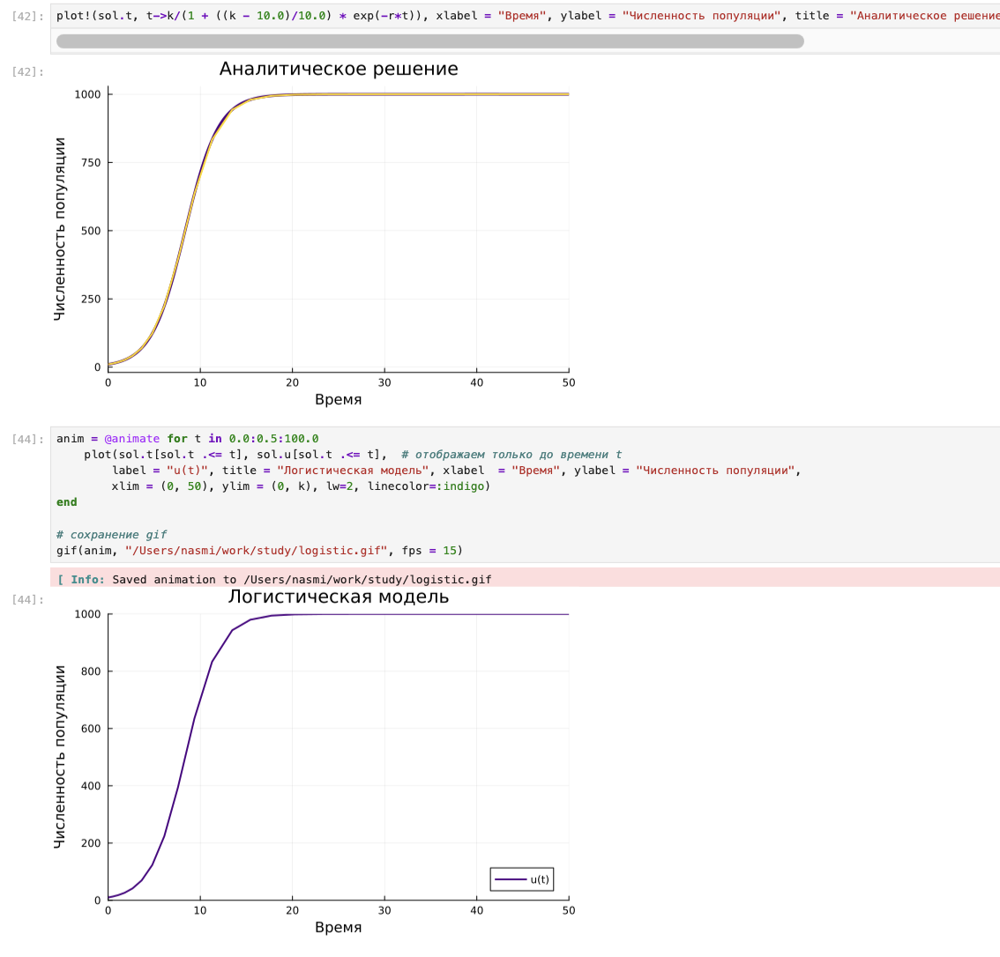 [42]: plot!(sol.t, t->k/(1 + ((k - 10.0)/10.0) * exp(-r*t)), xlabel = "Время", ylabel = "Численность популяции", title = "Аналитическое решение
[42]:
Аналитическое решение
Численность популяции
1000
750
500
250
0
0 10 20 30 40 50
Время
[44]: anim = @animate for t in 0.0:0.5:100.0
plot(sol.t[sol.t .<= t], sol.u[sol.t .<= t],  # отображаем только до времени t
label = "u(t)", title = "Логистическая модель", xlabel  = "Время", ylabel = "Численность популяции",
xlim = (0, 50), ylim = (0, k), lw=2, linecolor=:indigo)
end
# сохранение gif
gif(anim, "/Users/nasmi/work/study/logistic.gif", fps = 15)
[ Info: Saved animation to /Users/nasmi/work/study/logistic.gif
[44]:
Логистическая модель
Численность популяции
1000
800
600
400
200
0
u(t)
0 10 20 30 40 50
Время